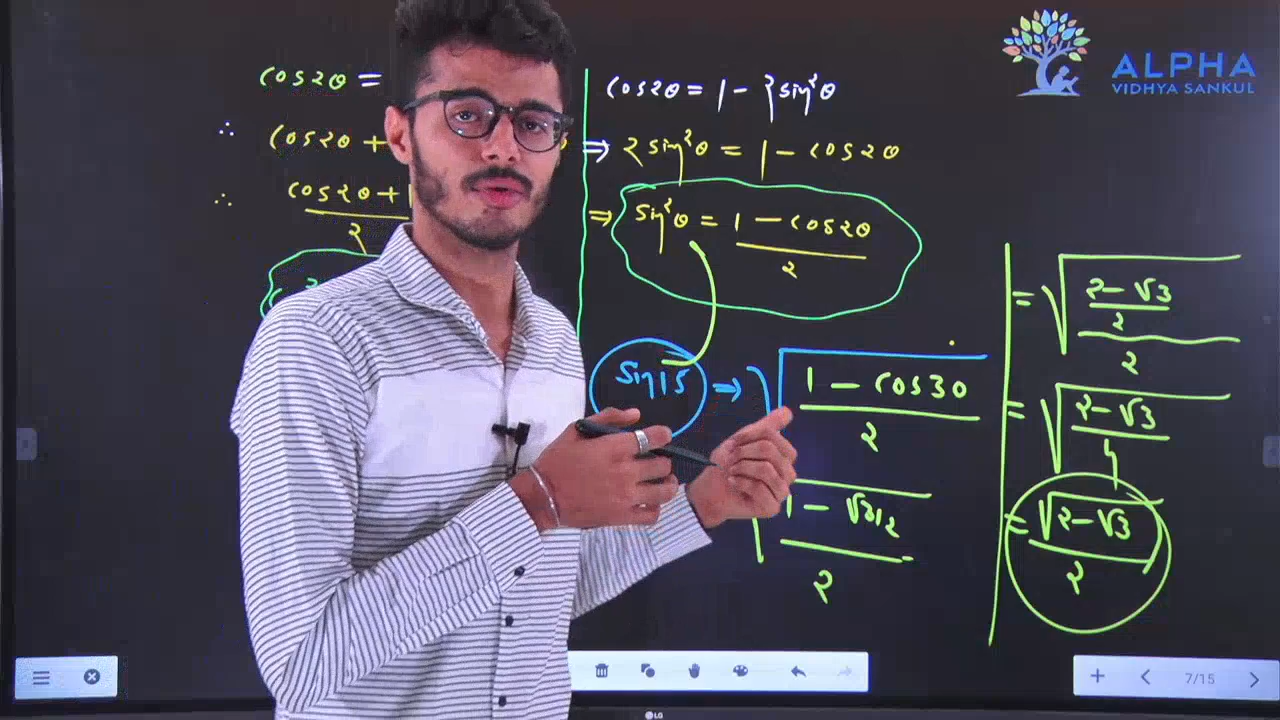 cos2θ =
∴ cos2θ +
∴ cos2θ + 1
2
cos2θ = 1 - 2sin²θ
⇒ 2sin²θ = 1 - cos2θ
⇒ sin²θ = 1 - cos2θ
2
sin15 → √ 1 - cos30
2
√ 1 - √3/2
2
= √ 2-√3
2
2
= √ 2-√3
4
= √2-√3
2
ALPHA
VIDHYA SANKUL
7/15
LG